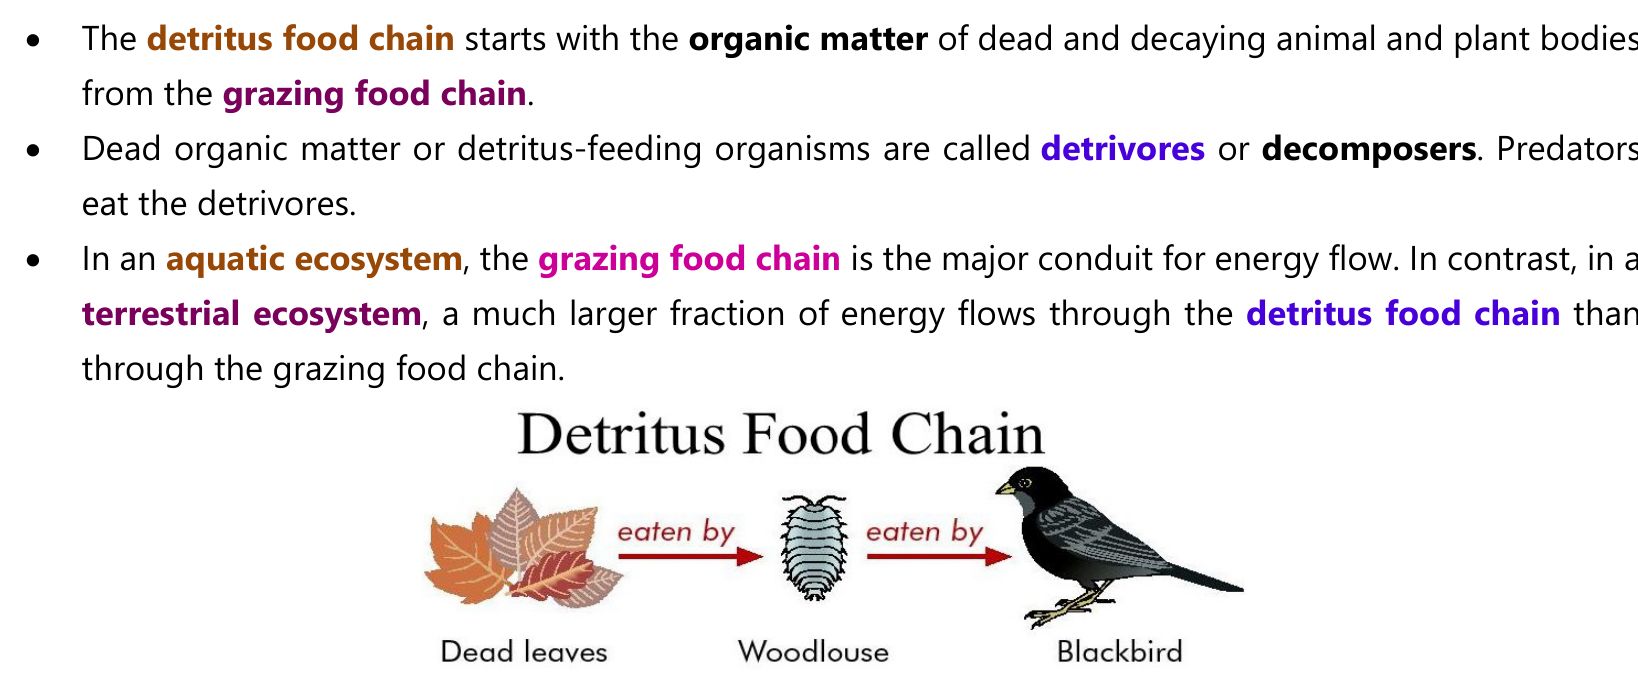 • The detritus food chain starts with the organic matter of dead and decaying animal and plant bodies
from the grazing food chain.
• Dead organic matter or detritus-feeding organisms are called detrivores or decomposers. Predators
eat the detrivores.
• In an aquatic ecosystem, the grazing food chain is the major conduit for energy flow. In contrast, in a
terrestrial ecosystem, a much larger fraction of energy flows through the detritus food chain than
through the grazing food chain.
Detritus Food Chain
eaten by eaten by
Dead leaves Woodlouse Blackbird